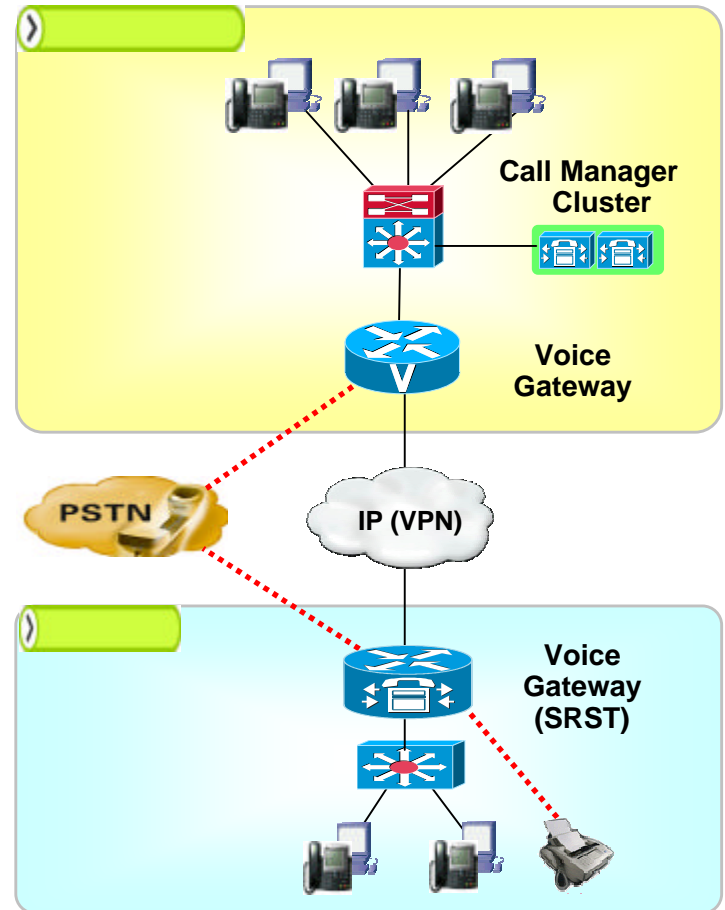 Call Manager
Cluster
Voice
Gateway
V
PSTN
IP (VPN)
Voice
Gateway
(SRST)